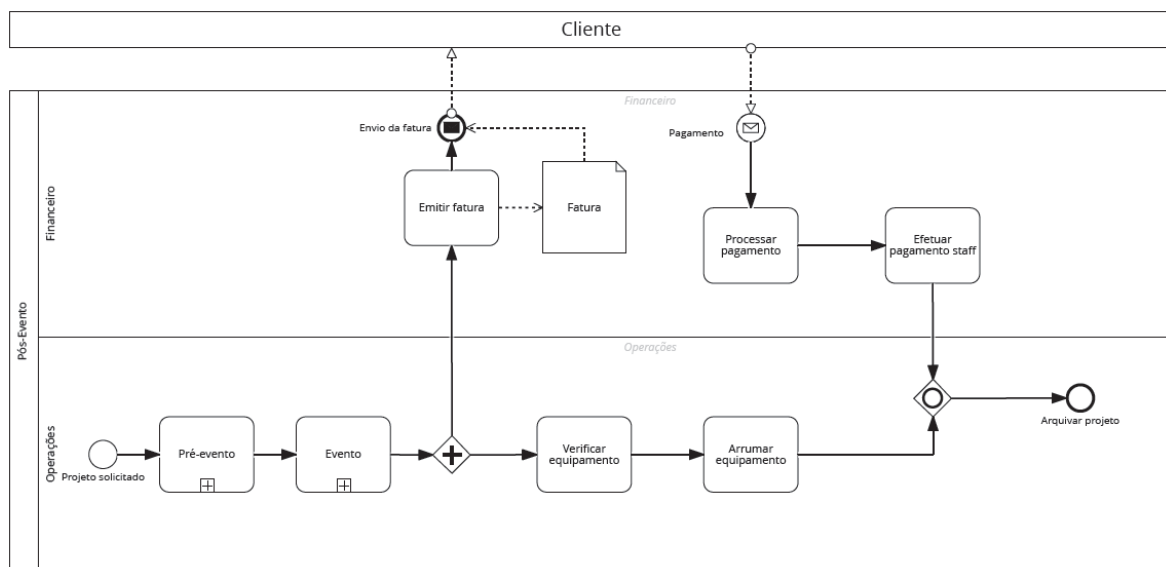 Cliente
Pós-Evento
Financeiro
Financeiro
Envio da fatura
Pagamento
Emitir fatura
Fatura
Processar
pagamento
Efetuar
pagamento staff
Operações
Operações
Projeto solicitado
Pré-evento
Evento
Verificar
equipamento
Arrumar
equipamento
Arquivar projeto